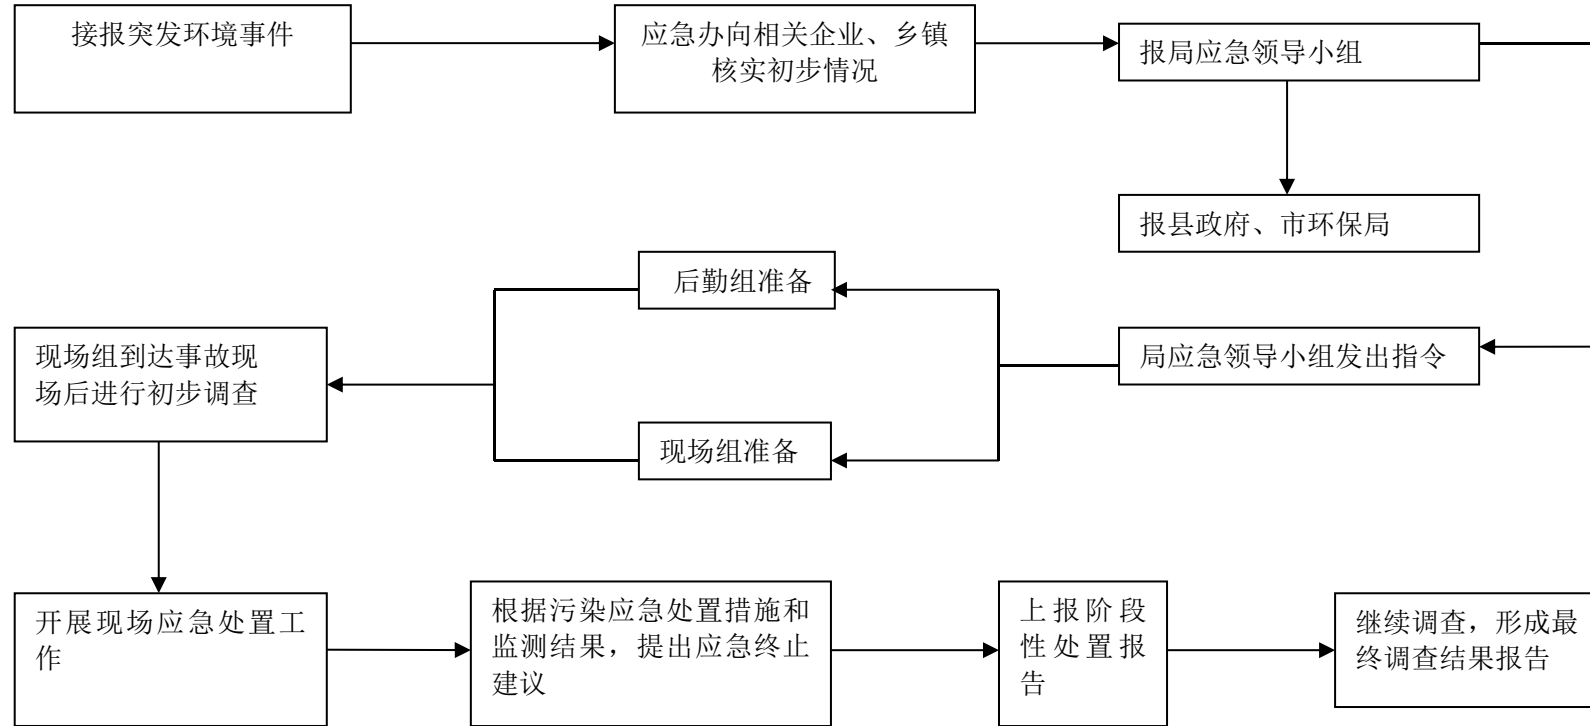 接报突发环境事件
应急办向相关企业、乡镇
核实初步情况
报局应急领导小组
报县政府、市环保局
后勤组准备
现场组到达事故现
场后进行初步调查
局应急领导小组发出指令
现场组准备
开展现场应急处置工
作
根据污染应急处置措施和
监测结果，提出应急终止
建议
上报阶段
性处置报
告
继续调查，形成最
终调查结果报告